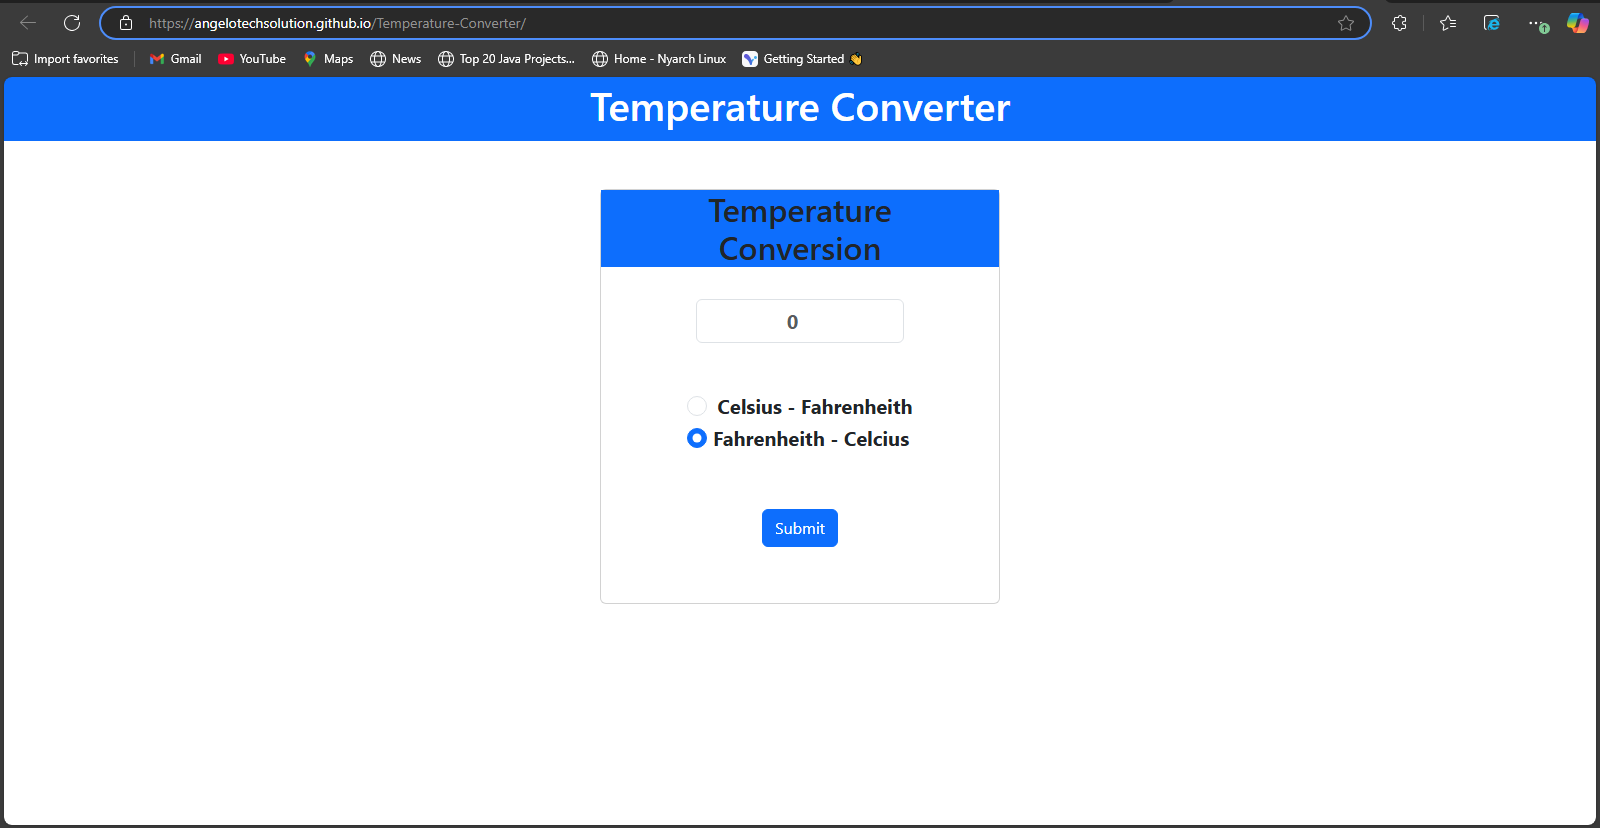 https://angelotechsolution.github.io/Temperature-Converter/
Import favorites Gmail YouTube Maps News Top 20 Java Projects... Home - Nyarch Linux Getting Started
Temperature Converter
Temperature
Conversion
0
Celsius - Fahrenheith
Fahrenheith - Celcius
Submit